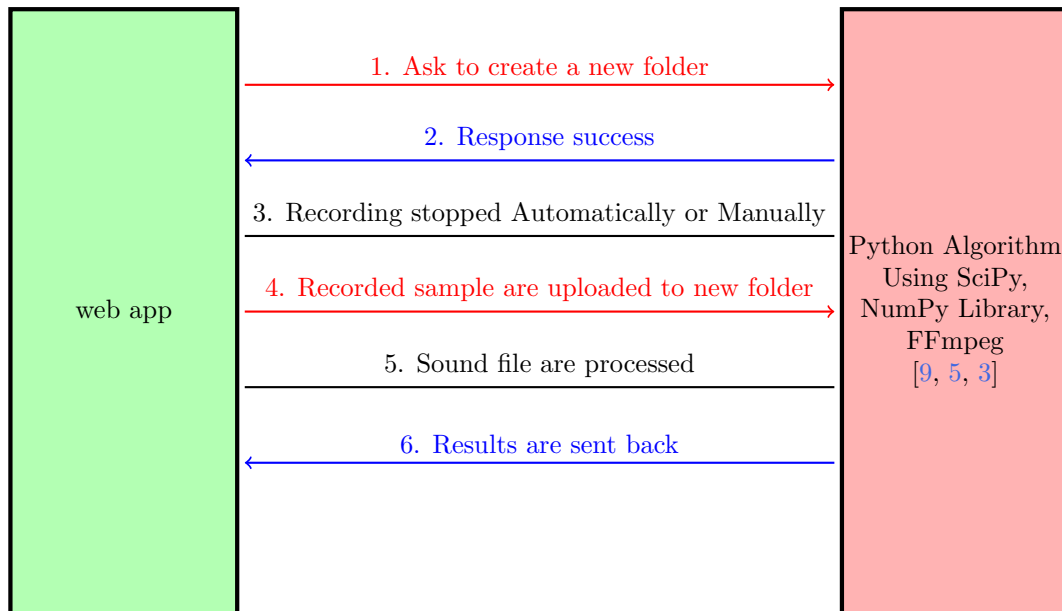 1. Ask to create a new folder
2. Response success
3. Recording stopped Automatically or Manually
4. Recorded sample are uploaded to new folder
5. Sound file are processed
6. Results are sent back
web app
Python Algorithm
Using SciPy,
NumPy Library,
FFmpeg
[9, 5, 3]